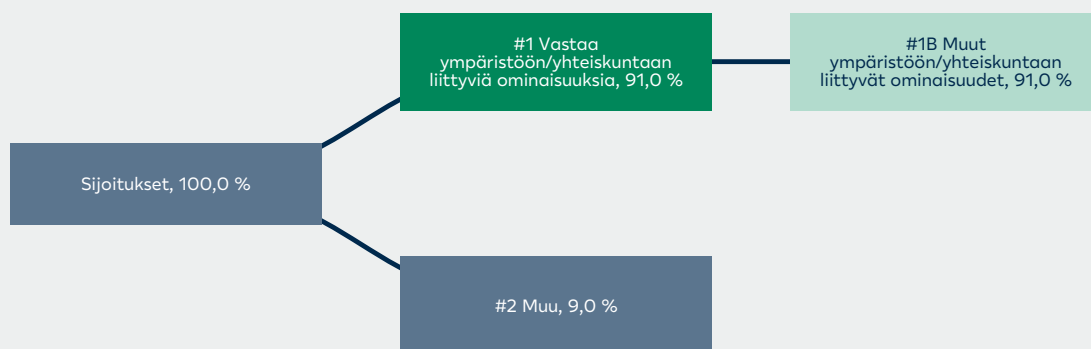 #1 Vastaa
ympäristöön/yhteiskuntaan
liittyviä ominaisuuksia, 91,0 %
#1B Muut
ympäristöön/yhteiskuntaan
liittyvät ominaisuudet, 91,0 %
Sijoitukset, 100,0 %
#2 Muu, 9,0 %